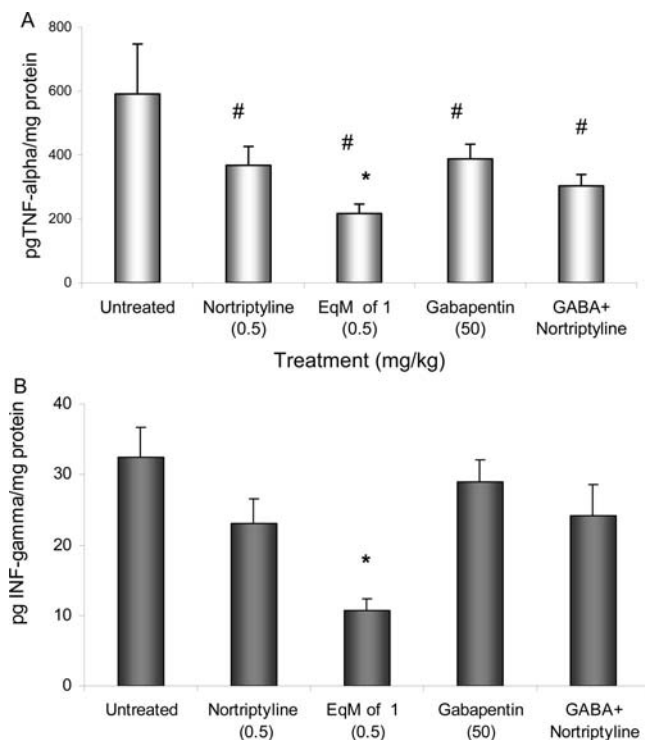 A
pgTNF-alpha/mg protein
800
600
400
200
0
#
#
*
#
#
Untreated Nortriptyline EqM of 1 Gabapentin GABA+
(0.5) (0.5) (50) Nortriptyline
Treatment (mg/kg)
B
pg INF-gamma/mg protein
40
30
20
10
0
*
Untreated Nortriptyline EqM of 1 Gabapentin GABA+
(0.5) (0.5) (50) Nortriptyline